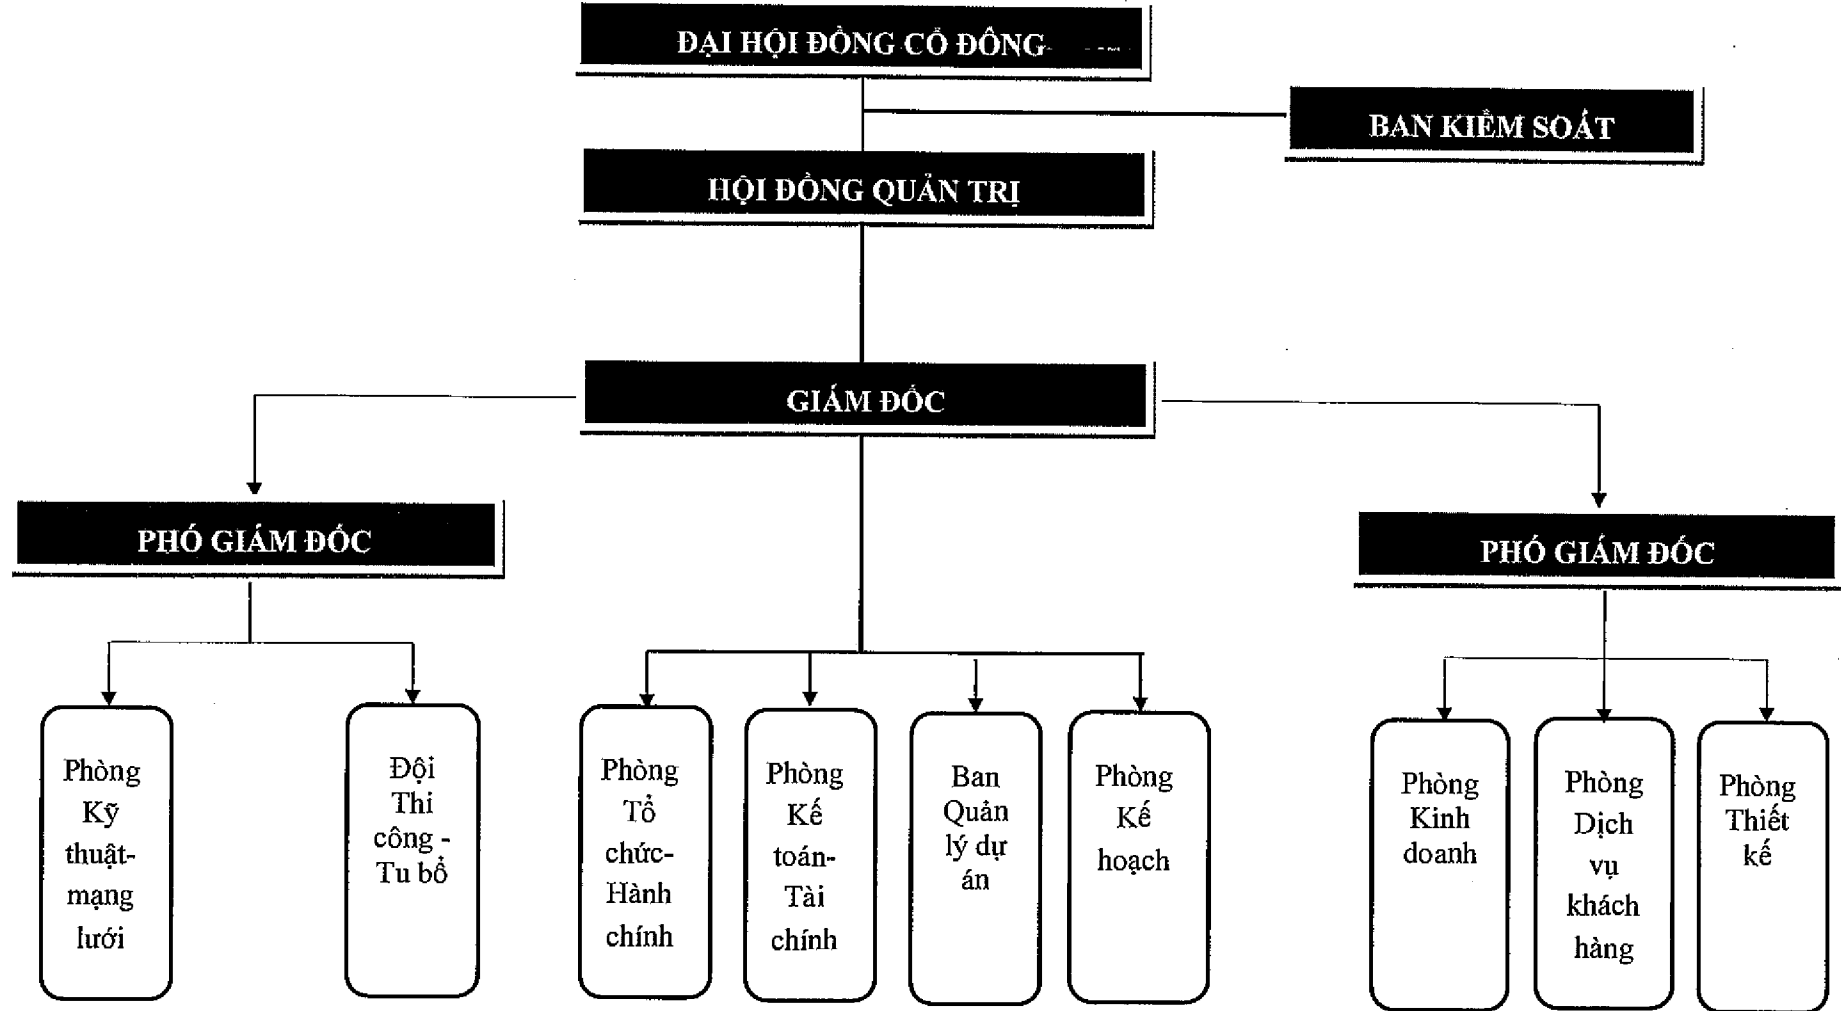 ĐẠI HỘI ĐỒNG CỔ ĐÔNG
BAN KIỂM SOÁT
HỘI ĐỒNG QUẢN TRỊ
GIÁM ĐỐC
PHÓ GIÁM ĐỐC
PHÓ GIÁM ĐỐC
Phòng
Kỹ
thuật-
mạng
lưới
Đội
Thi
công -
Tu bổ
Phòng
Tổ
chức-
Hành
chính
Phòng
Kế
toán-
Tài
chính
Ban
Quản
lý dự
án
Phòng
Kế
hoạch
Phòng
Kinh
doanh
Phòng
Dịch
vụ
khách
hàng
Phòng
Thiết
kế